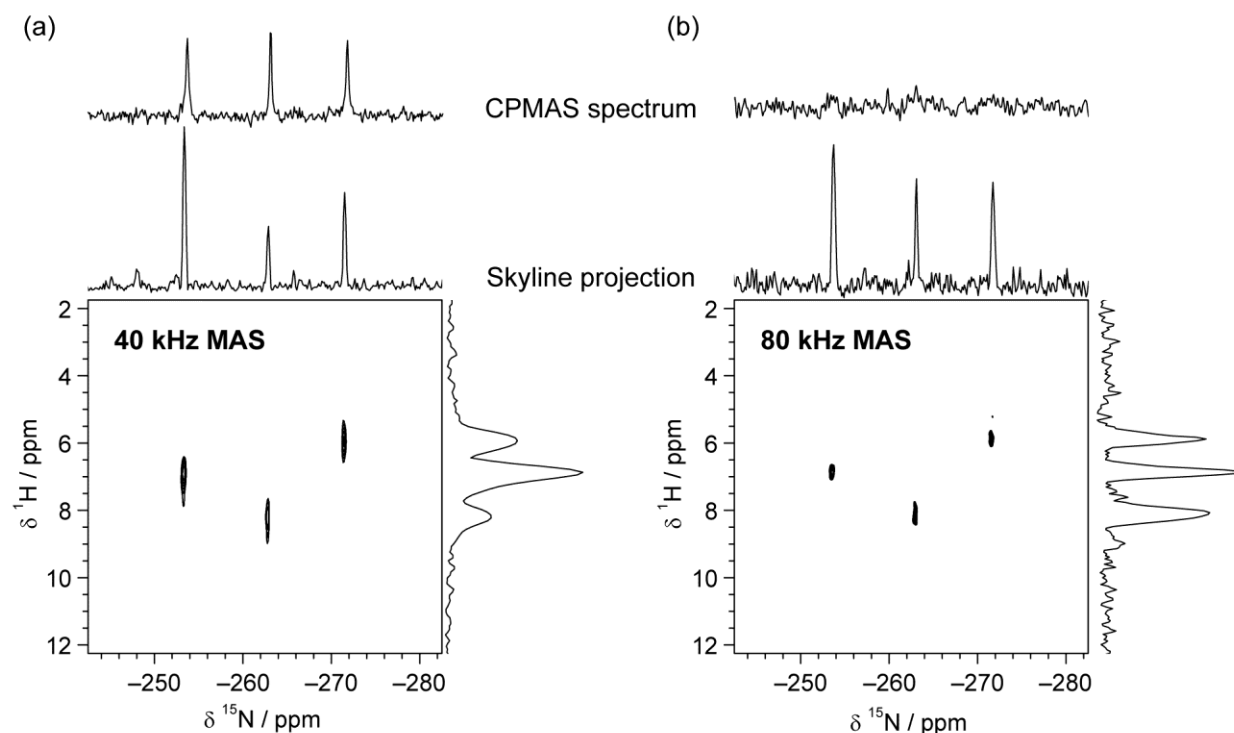 (a)
(b)
CPMAS spectrum
Skyline projection
40 kHz MAS
80 kHz MAS
2
4
6
8
10
12
δ ¹H / ppm
–250
–260
–270
–280
δ ¹⁵N / ppm
2
4
6
8
10
12
δ ¹H / ppm
–250
–260
–270
–280
δ ¹⁵N / ppm